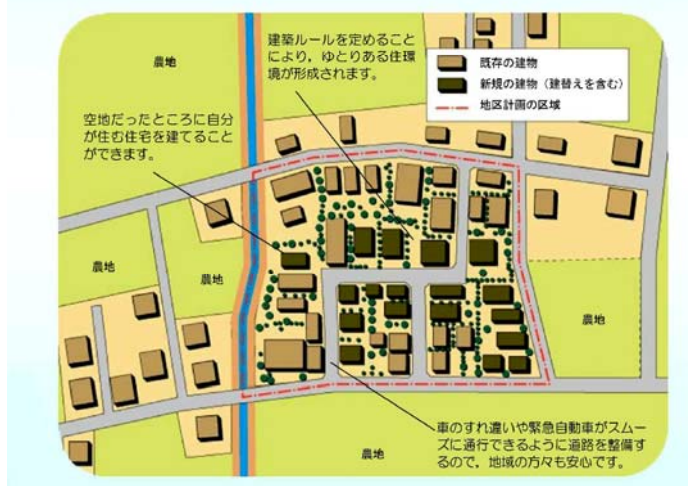 建築ルールを定めること
により，ゆとりある住環
境が形成されます。
既存の建物
新規の建物（建替えを含む）
地区計画の区域
農地
空地だったところに自分
が住む住宅を建てること
ができます。
農地
農地
農地
車のすれ違いや緊急自動車がスムー
ズに通行できるように道路を整備す
るので，地域の方々も安心です。
農地